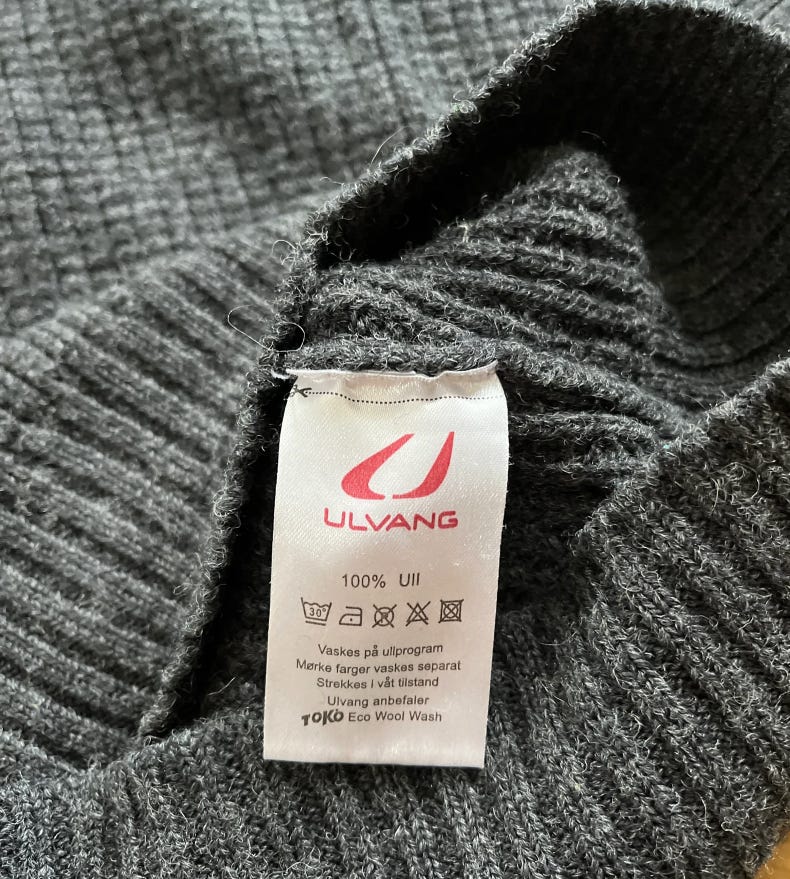 ULVANG
100% Ull
30°
Vaskes på ullprogram
Mørke farger vaskes separat
Strekkes i våt tilstand
Ulvang anbefaler
TOKO Eco Wool Wash